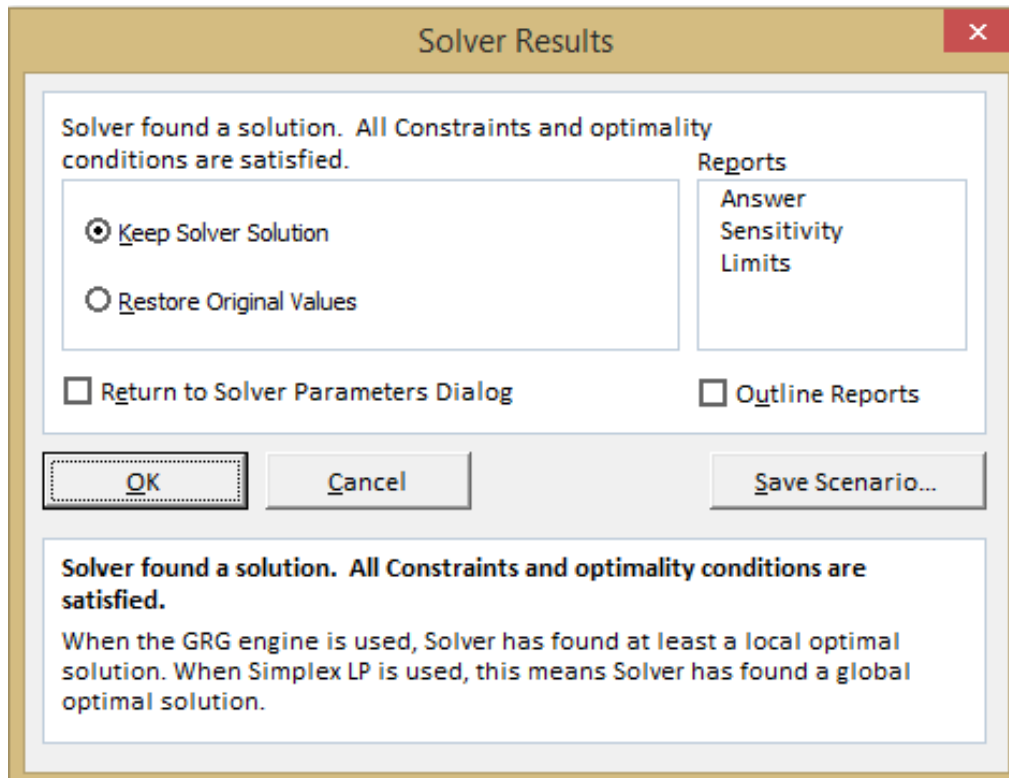 Solver Results
Solver found a solution.  All Constraints and optimality
conditions are satisfied.
Reports
Answer
Sensitivity
Limits
Keep Solver Solution
Restore Original Values
Return to Solver Parameters Dialog
Outline Reports
OK
Cancel
Save Scenario...
Solver found a solution.  All Constraints and optimality conditions are
satisfied.
When the GRG engine is used, Solver has found at least a local optimal
solution. When Simplex LP is used, this means Solver has found a global
optimal solution.